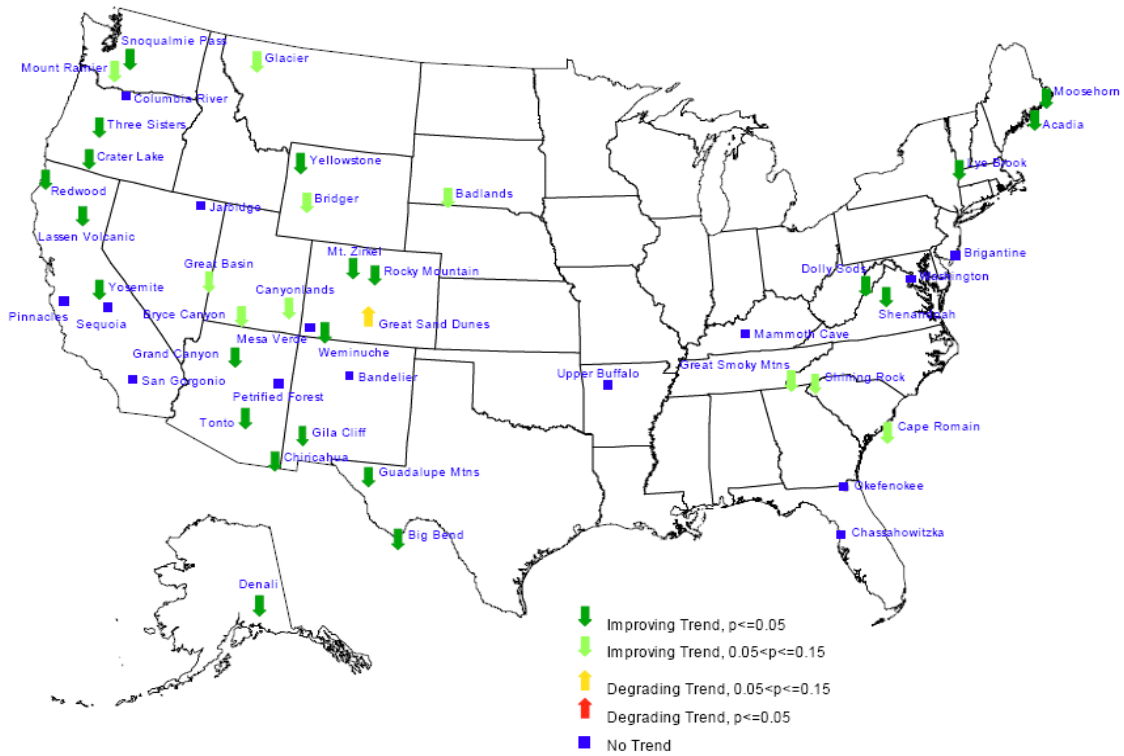 Snoqualmie Pass
Glacier
Mount Rainier
Columbia River
Moosehorn
Acadia
Three Sisters
Crater Lake
Yellowstone
Lye Brook
Redwood
Bridger
Badlands
Jarbidge
Lassen Volcanic
Mt. Zirkel
Brigantine
Great Basin
Rocky Mountain
Dolly Sods
Washington
Yosemite
Canyonlands
Pinnacles
Sequoia
Bryce Canyon
Great Sand Dunes
Shenandoah
Mesa Verde
Mammoth Cave
Weminuche
Grand Canyon
Great Smoky Mtns
San Gorgonio
Bandelier
Upper Buffalo
Shining Rock
Petrified Forest
Tonto
Gila Cliff
Cape Romain
Chiricahua
Guadalupe Mtns
Okefenokee
Big Bend
Chassahowitzka
Denali
Improving Trend, p<=0.05
Improving Trend, 0.05<p<=0.15
Degrading Trend, 0.05<p<=0.15
Degrading Trend, p<=0.05
No Trend